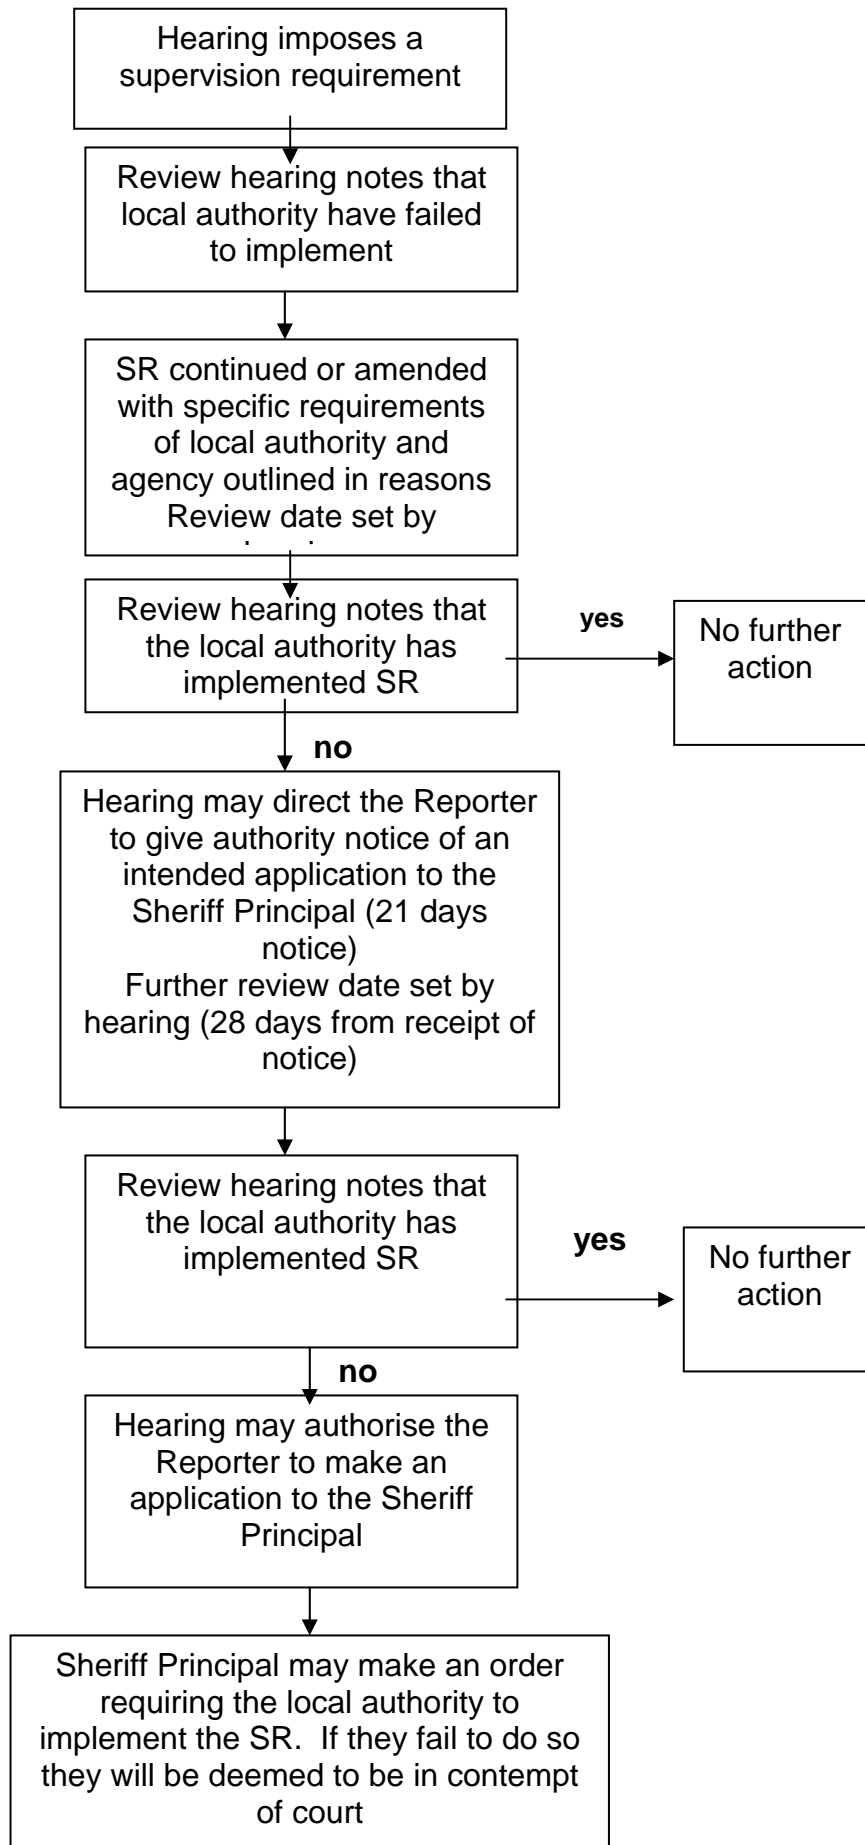 Hearing imposes a
supervision requirement
Review hearing notes that
local authority have failed
to implement
SR continued or amended
with specific requirements
of local authority and
agency outlined in reasons
Review date set by
Review hearing notes that
the local authority has
implemented SR
yes
No further
action
no
Hearing may direct the Reporter
to give authority notice of an
intended application to the
Sheriff Principal (21 days
notice)
Further review date set by
hearing (28 days from receipt of
notice)
Review hearing notes that
the local authority has
implemented SR
yes
No further
action
no
Hearing may authorise the
Reporter to make an
application to the Sheriff
Principal
Sheriff Principal may make an order
requiring the local authority to
implement the SR.  If they fail to do so
they will be deemed to be in contempt
of court